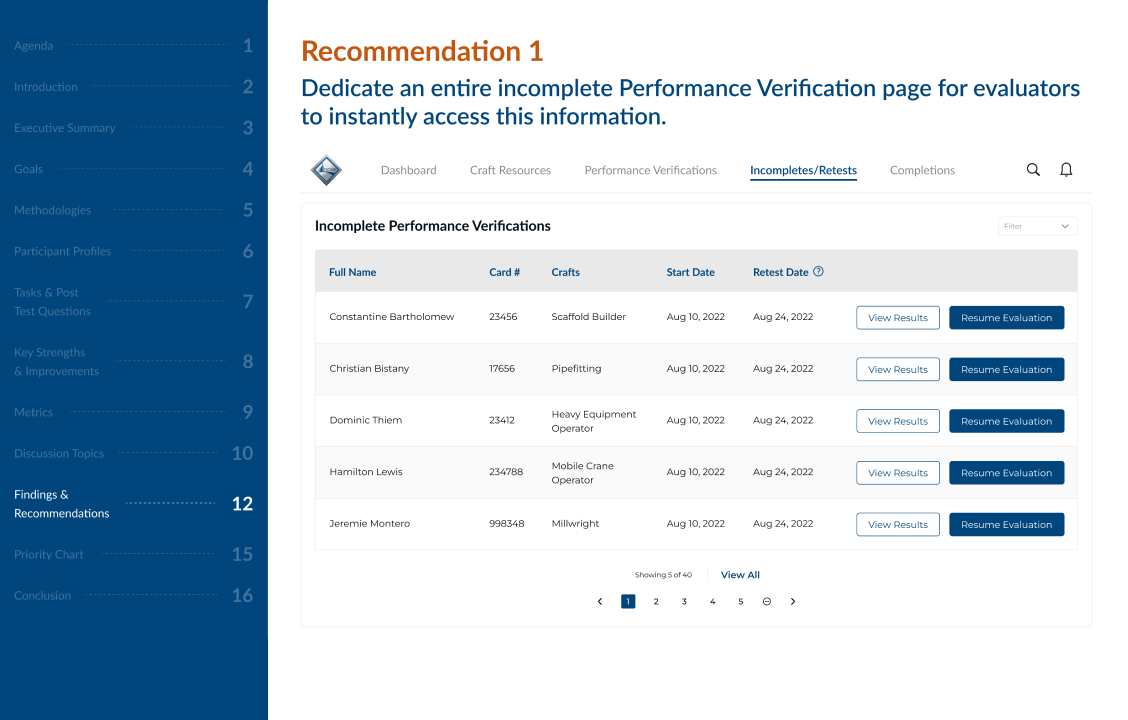 Agenda 1
Introduction 2
Executive Summary 3
Goals 4
Methodologies 5
Participant Profiles 6
Tasks & Post
Test Questions 7
Key Strengths
& Improvements 8
Metrics 9
Discussion Topics 10
Findings &
Recommendations 12
Priority Chart 15
Conclusion 16
Recommendation 1
Dedicate an entire incomplete Performance Verification page for evaluators
to instantly access this information.
Dashboard Craft Resources Performance Verifications Incompletes/Retests Completions
Incomplete Performance Verifications Filter
Full Name Card # Crafts Start Date Retest Date ?
Constantine Bartholomew 23456 Scaffold Builder Aug 10, 2022 Aug 24, 2022 View Results Resume Evaluation
Christian Bistany 17656 Pipefitting Aug 10, 2022 Aug 24, 2022 View Results Resume Evaluation
Dominic Thiem 23412 Heavy Equipment
Operator Aug 10, 2022 Aug 24, 2022 View Results Resume Evaluation
Hamilton Lewis 234788 Mobile Crane
Operator Aug 10, 2022 Aug 24, 2022 View Results Resume Evaluation
Jeremie Montero 998348 Millwright Aug 10, 2022 Aug 24, 2022 View Results Resume Evaluation
Showing 5 of 40 View All
1 2 3 4 5